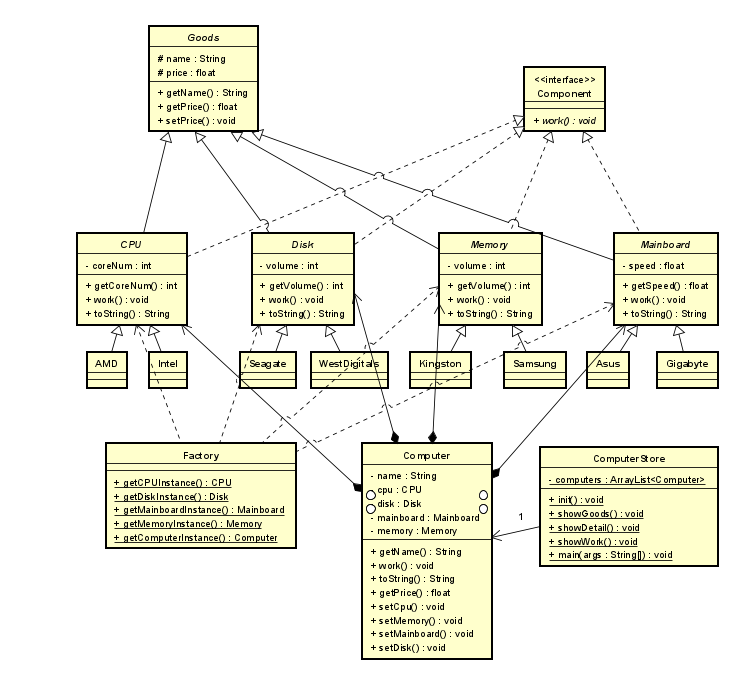 Goods
# name : String
# price : float
+ getName() : String
+ getPrice() : float
+ setPrice() : void
<<interface>>
Component
+ work() : void
CPU
- coreNum : int
+ getCoreNum() : int
+ work() : void
+ toString() : String
Disk
- volume : int
+ getVolume() : int
+ work() : void
+ toString() : String
Memory
- volume : int
+ getVolume() : int
+ work() : void
+ toString() : String
Mainboard
- speed : float
+ getSpeed() : float
+ work() : void
+ toString() : String
AMD
Intel
Seagate
WestDigitals
Kingston
Samsung
Asus
Gigabyte
Factory
+ getCPUInstance() : CPU
+ getDiskInstance() : Disk
+ getMainboardInstance() : Mainboard
+ getMemoryInstance() : Memory
+ getComputerInstance() : Computer
Computer
- name : String
cpu : CPU
disk : Disk
- mainboard : Mainboard
- memory : Memory
+ getName() : String
+ work() : void
+ toString() : String
+ getPrice() : float
+ setCpu() : void
+ setMemory() : void
+ setMainboard() : void
+ setDisk() : void
1
ComputerStore
- computers : ArrayList<Computer>
+ init() : void
+ showGoods() : void
+ showDetail() : void
+ showWork() : void
+ main(args : String[]) : void